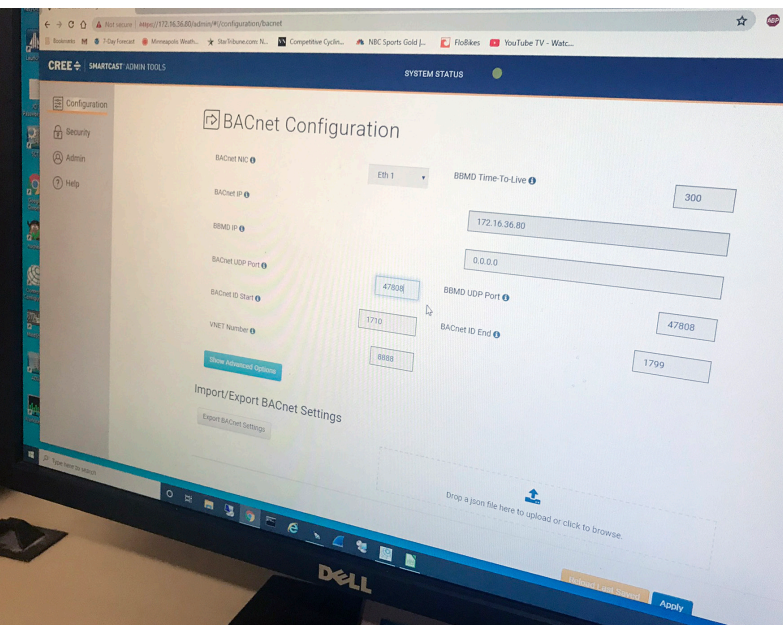 Not secure | https://172.16.36.80/admin/#/configuration/bacnet
ABP
Bookmarks M 7-Day Forecast Minneapolis Weath... StarTribune.com: N... Competitive Cyclin... NBC Sports Gold |... FloBikes YouTube TV - Watc...
CREE SMARTCAST ADMIN TOOLS
SYSTEM STATUS
Configuration
Security
Admin
Help
BACnet Configuration
BACnet NIC Eth 1 BBMD Time-To-Live 300
BACnet IP 172.16.36.80
BBMD IP 0.0.0.0
BACnet UDP Port 47808 BBMD UDP Port 47808
BACnet ID Start 1710 BACnet ID End 1799
VNET Number 8888
Show Advanced Options
Import/Export BACnet Settings
Export BACnet Settings
Drop a json file here to upload or click to browse.
Reload Last Saved Apply
Type here to search
DELL